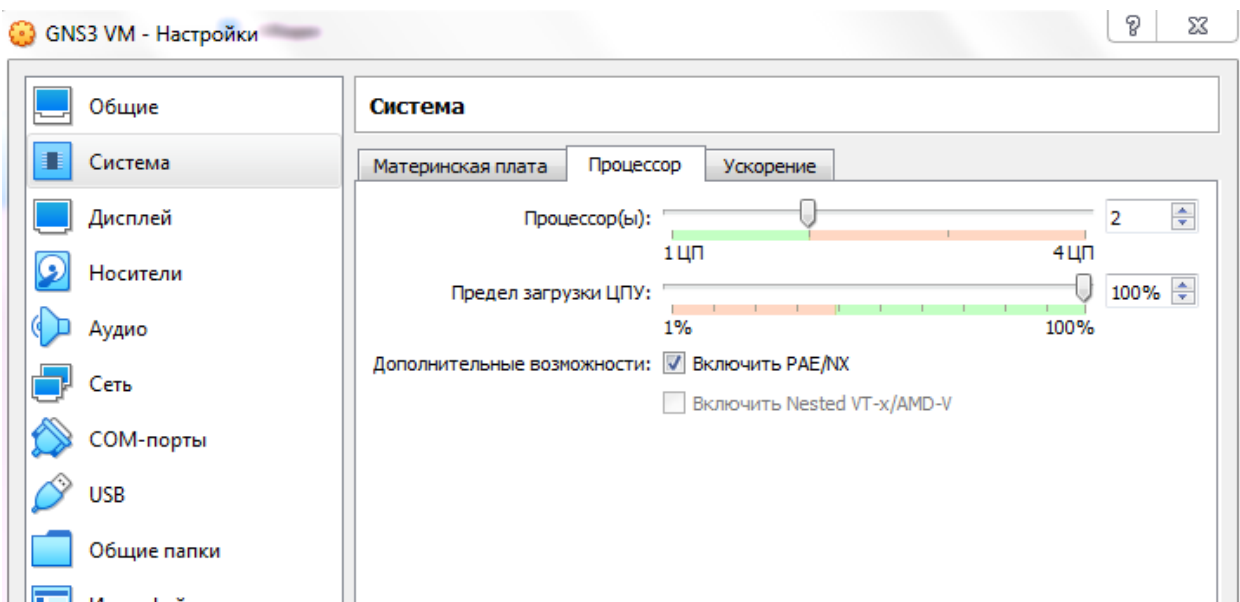 GNS3 VM - Настройки
Общие
Система
Дисплей
Носители
Аудио
Сеть
COM-порты
USB
Общие папки
Система
Материнская плата Процессор Ускорение
Процессор(ы): 2
1 ЦП 4 ЦП
Предел загрузки ЦПУ: 100%
1% 100%
Дополнительные возможности: Включить PAE/NX
Включить Nested VT-x/AMD-V